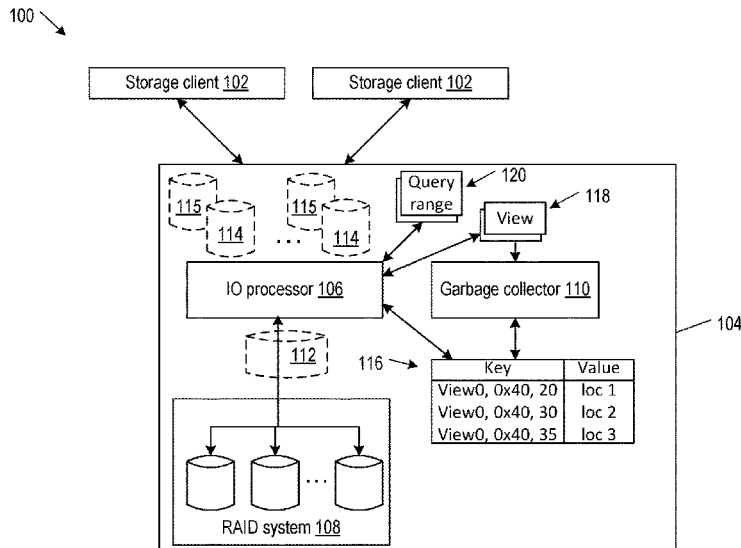 100
Storage client 102
Storage client 102
120
Query
range
118
View
115
115
114
...
114
IO processor 106
Garbage collector 110
104
112
116
Key Value
View0, 0x40, 20 loc 1
View0, 0x40, 30 loc 2
View0, 0x40, 35 loc 3
...
RAID system 108